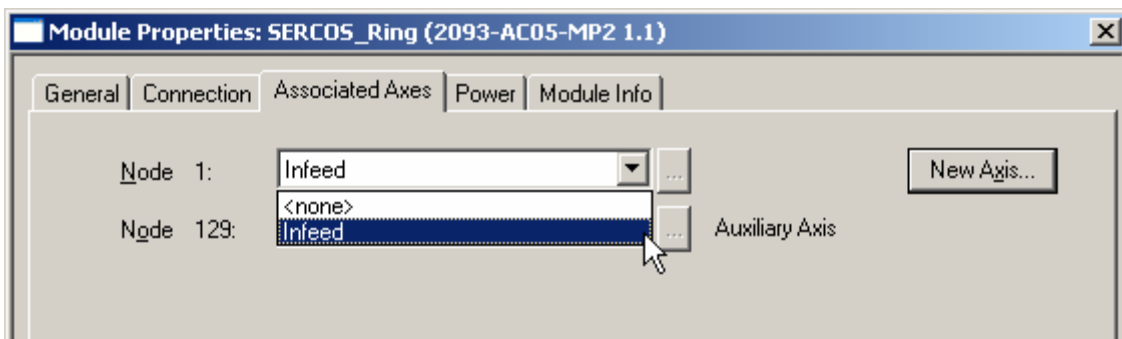 Module Properties: SERCOS_Ring (2093-AC05-MP2 1.1)
General Connection Associated Axes Power Module Info
Node 1: Infeed ... New Axis...
<none>
Node 129: Infeed ... Auxiliary Axis